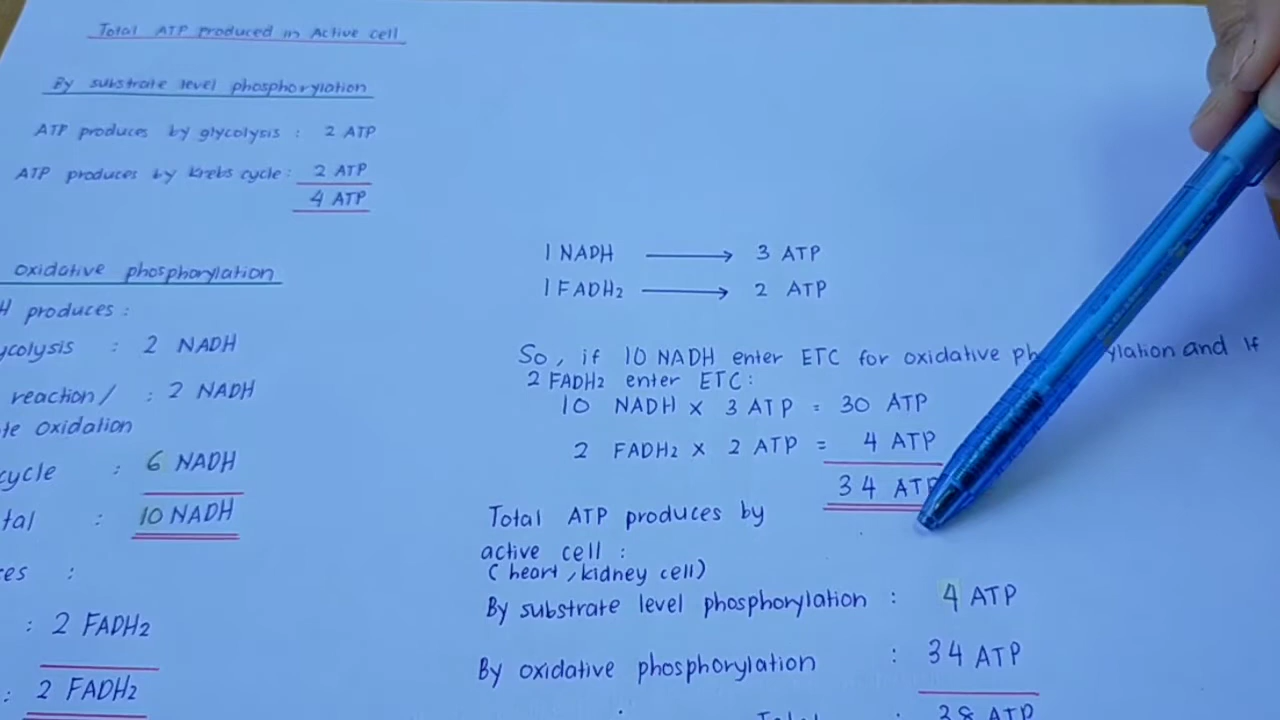 Total ATP produced in Active cell
By substrate level phosphorylation
ATP produces by glycolysis : 2 ATP
ATP produces by Krebs cycle : 2 ATP
4 ATP
oxidative phosphorylation
H produces :
ycolysis : 2 NADH
reaction / : 2 NADH
te oxidation
cycle : 6 NADH
tal : 10 NADH
es :
: 2 FADH2
: 2 FADH2
1 NADH → 3 ATP
1 FADH2 → 2 ATP
So, if 10 NADH enter ETC for oxidative ph ylation and if
2 FADH2 enter ETC :
10 NADH x 3 ATP = 30 ATP
2 FADH2 x 2 ATP = 4 ATP
34 ATP
Total ATP produces by
active cell :
(heart, kidney cell)
By substrate level phosphorylation : 4 ATP
By oxidative phosphorylation : 34 ATP
Total : 38 ATP